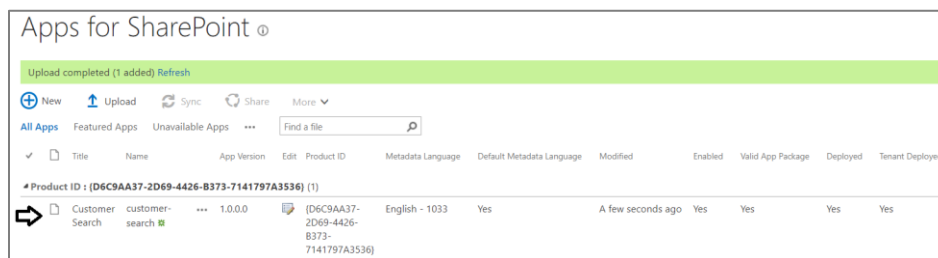 Apps for SharePoint
Upload completed (1 added) Refresh
New Upload Sync Share More
All Apps Featured Apps Unavailable Apps ••• Find a file
Title Name App Version Edit Product ID Metadata Language Default Metadata Language Modified Enabled Valid App Package Deployed Tenant Deploye
Product ID : {D6C9AA37-2D69-4426-B373-7141797A3536} (1)
Customer customer- ••• 1.0.0.0 {D6C9AA37- English - 1033 Yes A few seconds ago Yes Yes Yes Yes
Search search 2D69-4426-
B373-
7141797A3536}